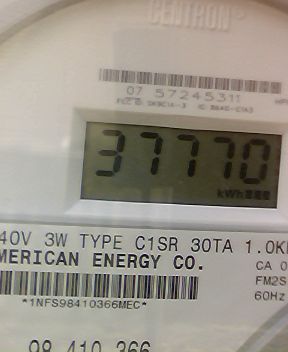 CENTRON®
07 57245311
37770
kWh
40V 3W TYPE C1SR 30TA 1.0K
MERICAN ENERGY CO.
CA 0
FM2S
60Hz
*1NFS98410366MEC*
98 410 366